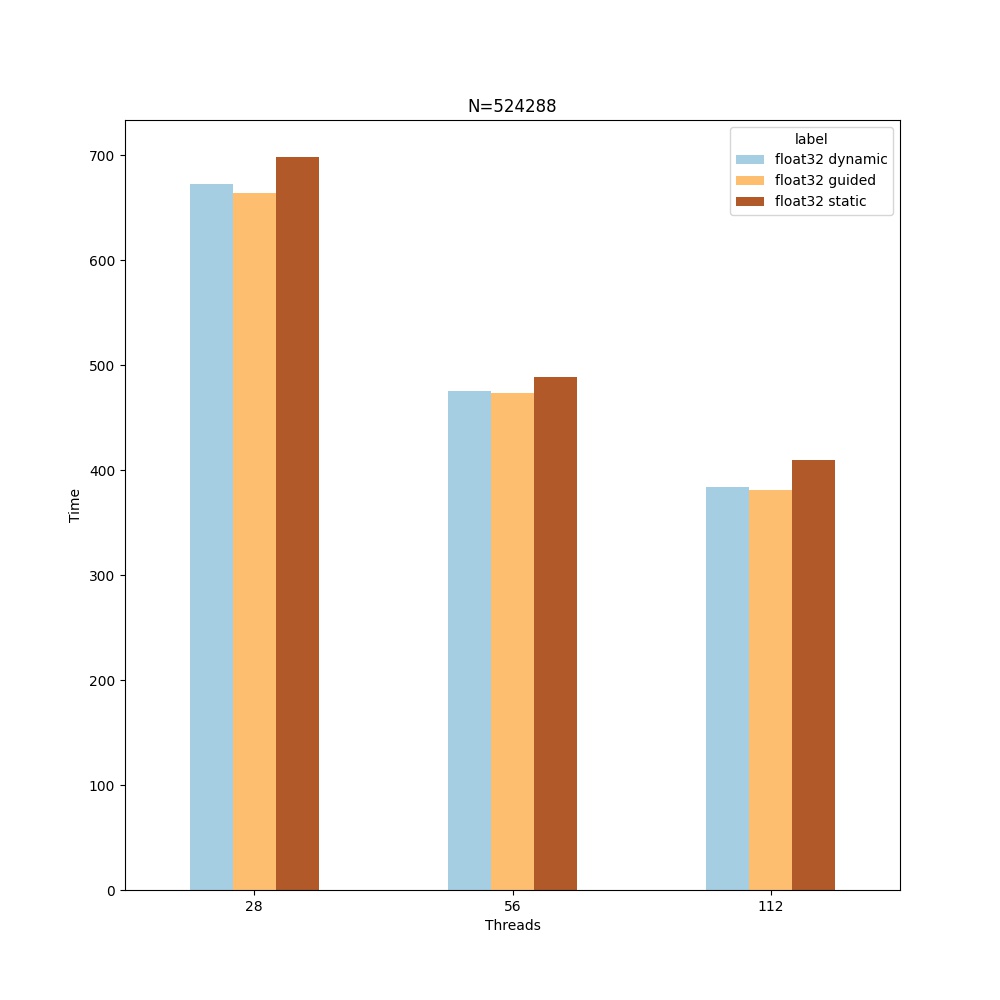 N=524288
label
float32 dynamic
float32 guided
float32 static
700
600
500
400
300
200
100
0
Time
28
56
112
Threads